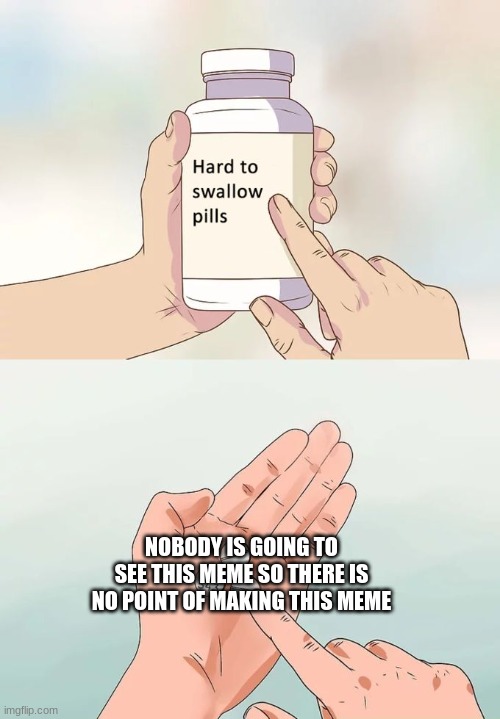 Hard to
swallow
pills
NOBODY IS GOING TO
SEE THIS MEME SO THERE IS
NO POINT OF MAKING THIS MEME
imgflip.com